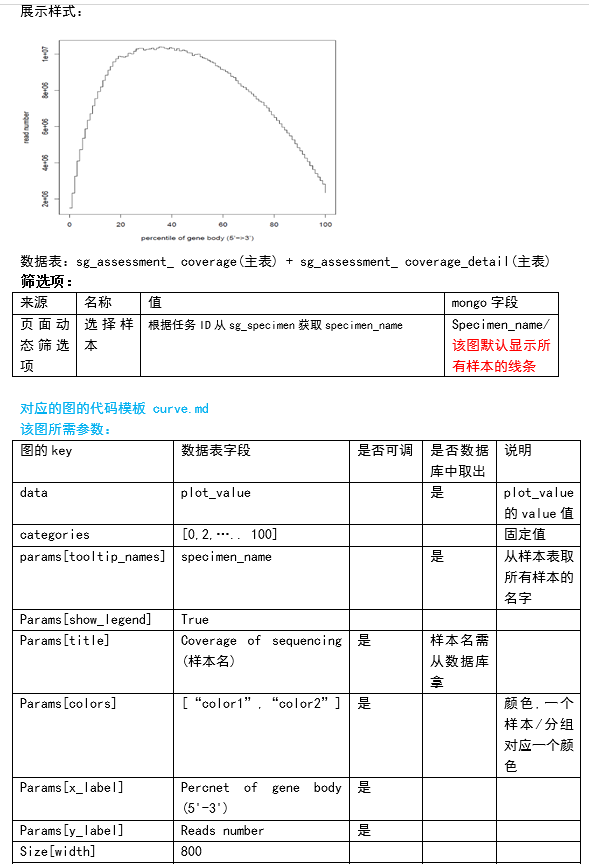 展示样式:
1e+07
8e+06
6e+06
4e+06
2e+06
read number
0 20 40 60 80 100
percentile of gene body (5'=>3')
数据表: sg_assessment_ coverage(主表) + sg_assessment_ coverage_detail(主表)
筛选项:
来源 名称 值 mongo 字段
页面动 选择样 根据任务 ID 从 sg_specimen 获取 specimen_name Specimen_name/
态筛选 本 该图默认显示所
项 有样本的线条
对应的图的代码模板 curve.md
该图所需参数:
图的 key 数据表字段 是否可调 是否数据 说明
库中取出
data plot_value 是 plot_value
的 value 值
categories [0,2,….. 100] 固定值
params[tooltip_names] specimen_name 是 从样本表取
所有样本的
名字
Params[show_legend] True
Params[title] Coverage of sequencing 是 样本名需
(样本名) 从数据库
拿
Params[colors] [“color1”,“color2”] 是 颜色,一个
样本/分组
对应一个颜
色
Params[x_label] Percnet of gene body 是
(5'-3')
Params[y_label] Reads number 是
Size[width] 800